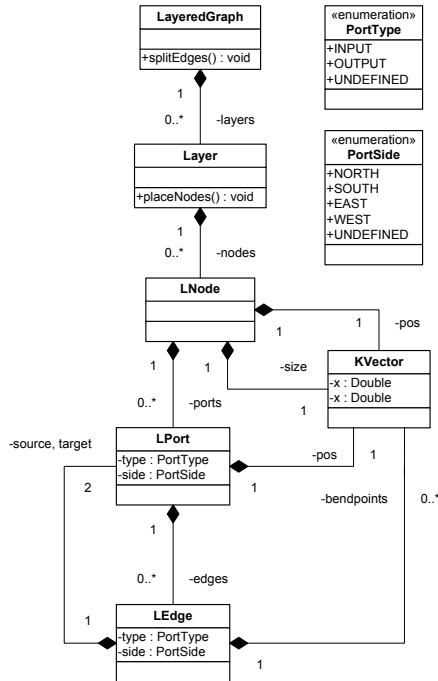 LayeredGraph
+splitEdges() : void
1
0..*
-layers
«enumeration»
PortType
+INPUT
+OUTPUT
+UNDEFINED
«enumeration»
PortSide
+NORTH
+SOUTH
+EAST
+WEST
+UNDEFINED
Layer
+placeNodes() : void
1
0..*
-nodes
LNode
1
1
1
1
-pos
-size
1
KVector
-x : Double
-x : Double
0..*
-ports
-source, target
2
LPort
-type : PortType
-side : PortSide
1
-pos
1
-bendpoints
0..*
1
0..*
-edges
1
LEdge
-type : PortType
-side : PortSide
1